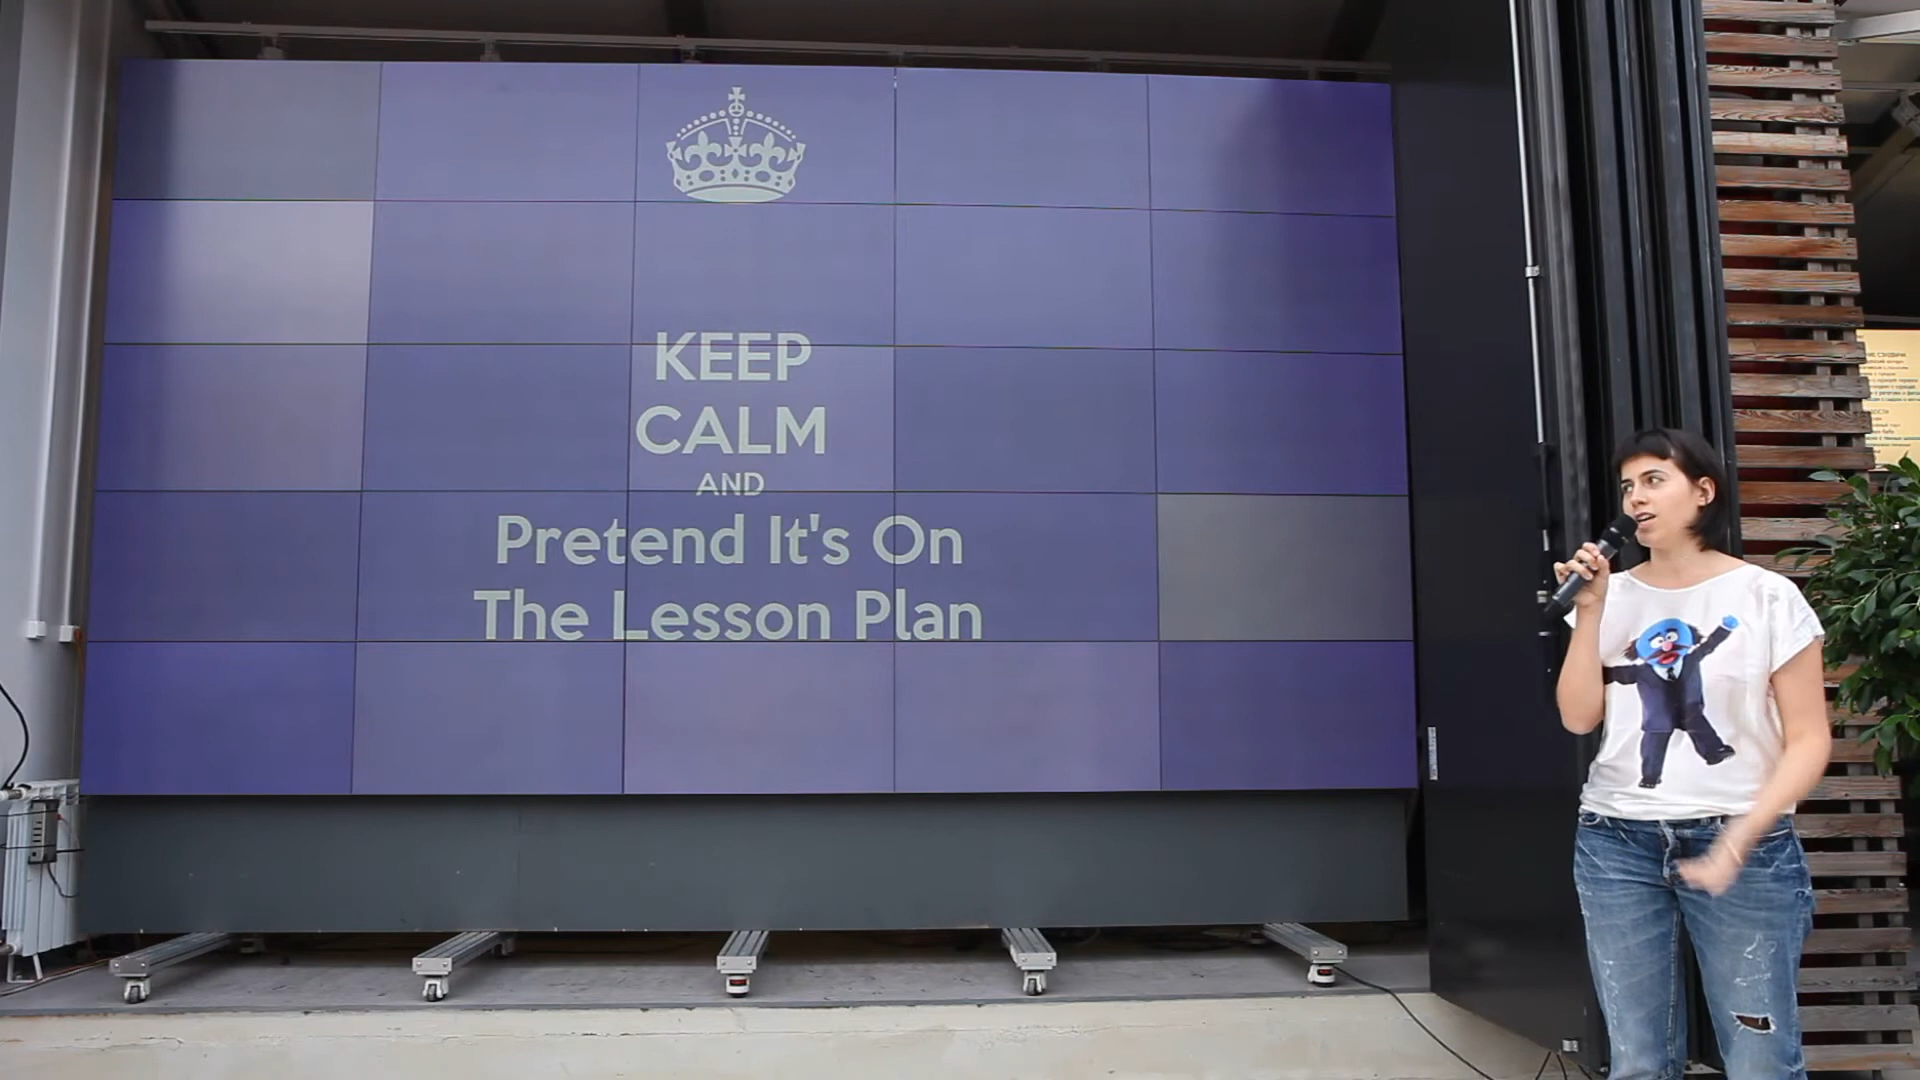 KEEP
CALM
AND
Pretend It's On
The Lesson Plan